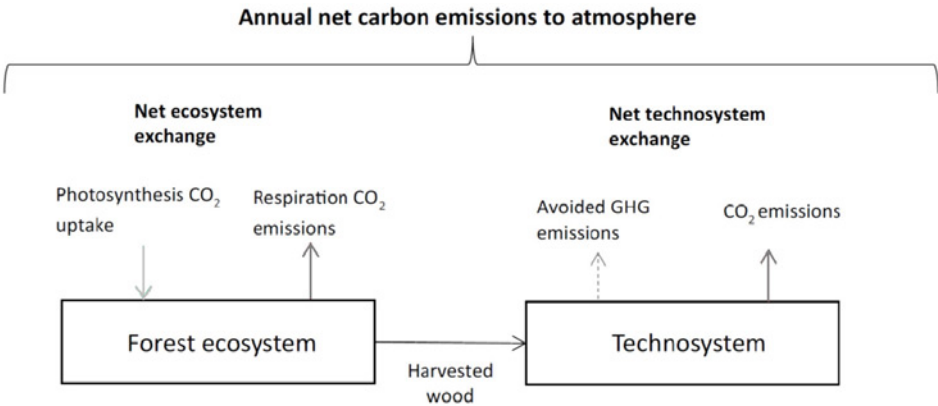 Annual net carbon emissions to atmosphere
Net ecosystem
exchange
Net technosystem
exchange
Photosynthesis CO₂
uptake
Respiration CO₂
emissions
Avoided GHG
emissions
CO₂ emissions
Forest ecosystem
Technosystem
Harvested
wood